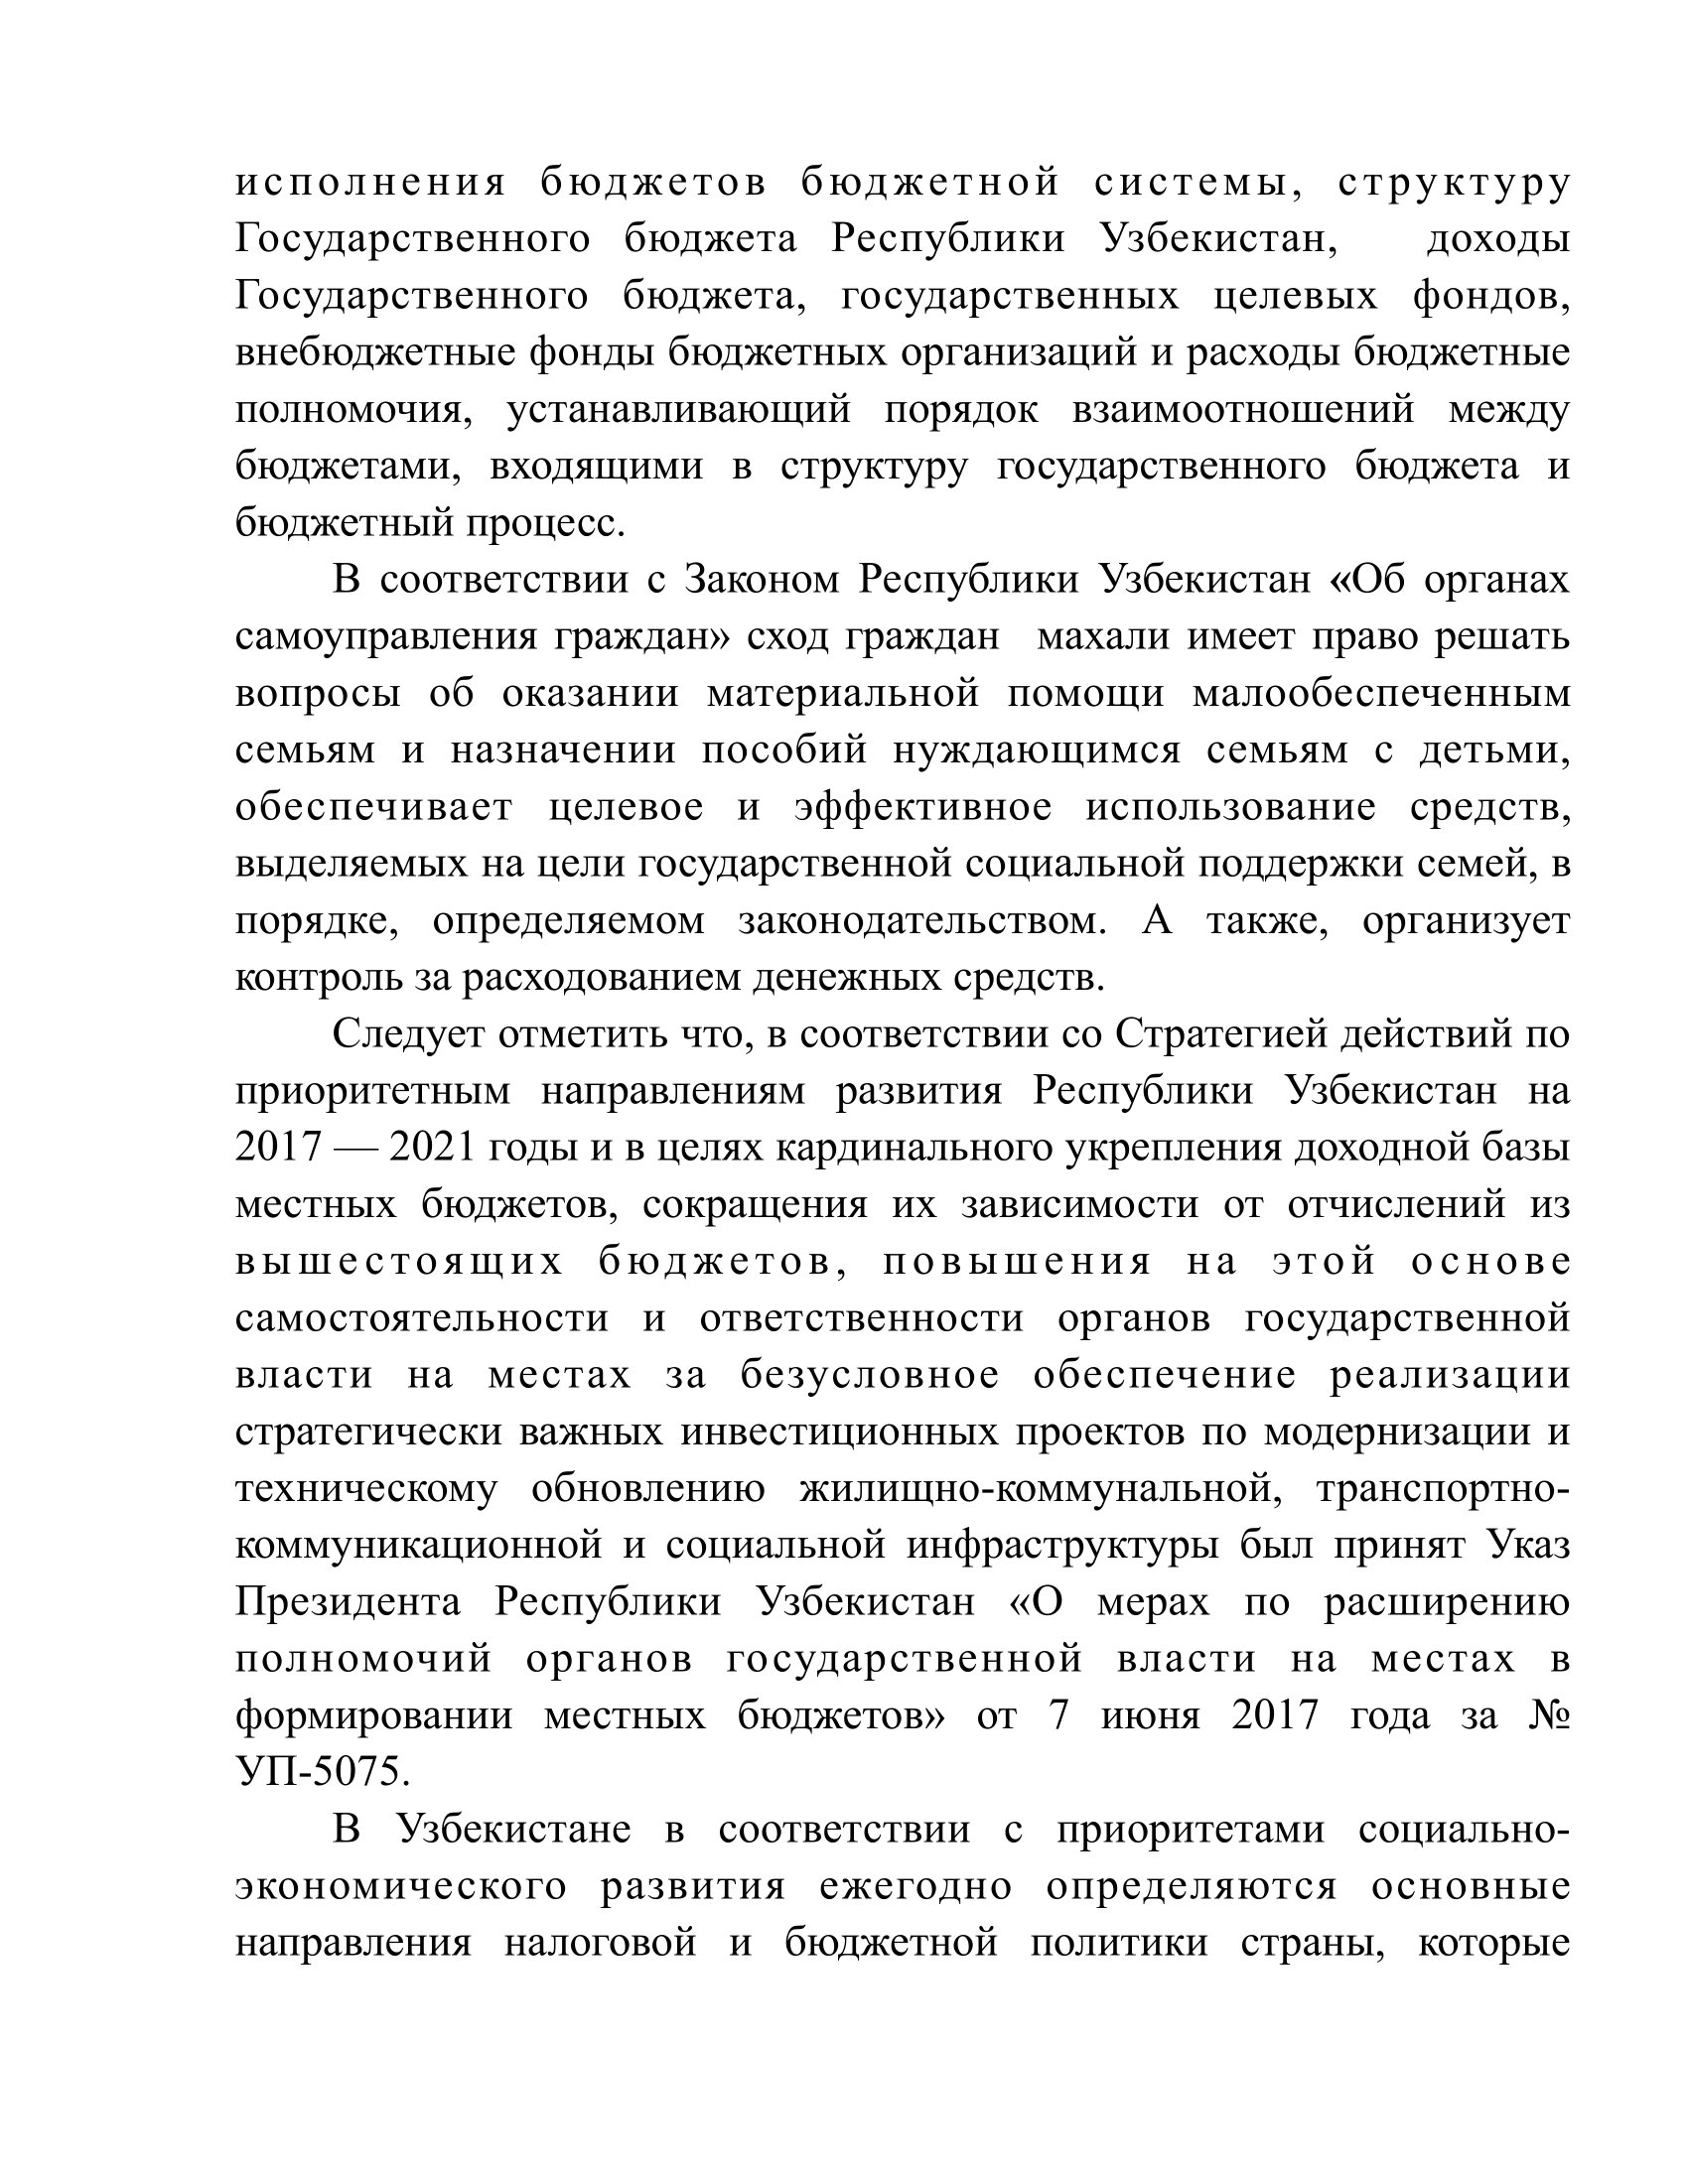 исполнения бюджетов бюджетной системы, структуру
Государственного бюджета Республики Узбекистан, доходы
Государственного бюджета, государственных целевых фондов,
внебюджетные фонды бюджетных организаций и расходы бюджетные
полномочия, устанавливающий порядок взаимоотношений между
бюджетами, входящими в структуру государственного бюджета и
бюджетный процесс.
В соответствии с Законом Республики Узбекистан «Об органах
самоуправления граждан» сход граждан махали имеет право решать
вопросы об оказании материальной помощи малообеспеченным
семьям и назначении пособий нуждающимся семьям с детьми,
обеспечивает целевое и эффективное использование средств,
выделяемых на цели государственной социальной поддержки семей, в
порядке, определяемом законодательством. А также, организует
контроль за расходованием денежных средств.
Следует отметить что, в соответствии со Стратегией действий по
приоритетным направлениям развития Республики Узбекистан на
2017 — 2021 годы и в целях кардинального укрепления доходной базы
местных бюджетов, сокращения их зависимости от отчислений из
вышестоящих бюджетов, повышения на этой основе
самостоятельности и ответственности органов государственной
власти на местах за безусловное обеспечение реализации
стратегически важных инвестиционных проектов по модернизации и
техническому обновлению жилищно-коммунальной, транспортно-
коммуникационной и социальной инфраструктуры был принят Указ
Президента Республики Узбекистан «О мерах по расширению
полномочий органов государственной власти на местах в
формировании местных бюджетов» от 7 июня 2017 года за №
УП-5075.
В Узбекистане в соответствии с приоритетами социально-
экономического развития ежегодно определяются основные
направления налоговой и бюджетной политики страны, которые